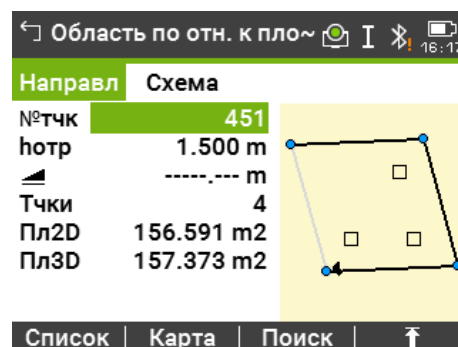 Область по отн. к пло~ I 16:17
Направл Схема
№тчк 451
hотр 1.500 m
-----.--- m
Тчки 4
Пл2D 156.591 m2
Пл3D 157.373 m2
Список | Карта | Поиск |